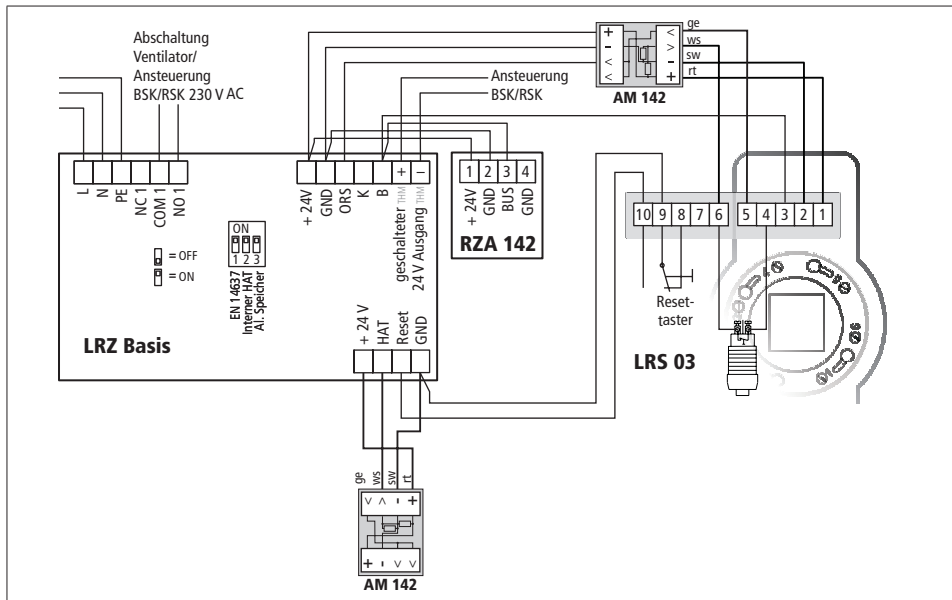 Abschaltung
Ventilator/
Ansteuerung
BSK/RSK 230 V AC
+ - < <
< > - +
ge
ws
sw
rt
AM 142
Ansteuerung
BSK/RSK
L
N
PE
NC 1
COM 1
NO 1
+ 24V
GND
ORS
K
B
+
–
geschalteter THM
24 V Ausgang THM
1 2 3 4
+ 24V
GND
BUS
GND
RZA 142
10 9 8 7 6
5 4 3 2 1
Reset-
taster
LRS 03
= OFF
= ON
ON
1 2 3
EN 14637
Interner HAT
Al. Speicher
LRZ Basis
+ 24 V
HAT
Reset
GND
ge
ws
sw
rt
< > - +
+ - < <
AM 142